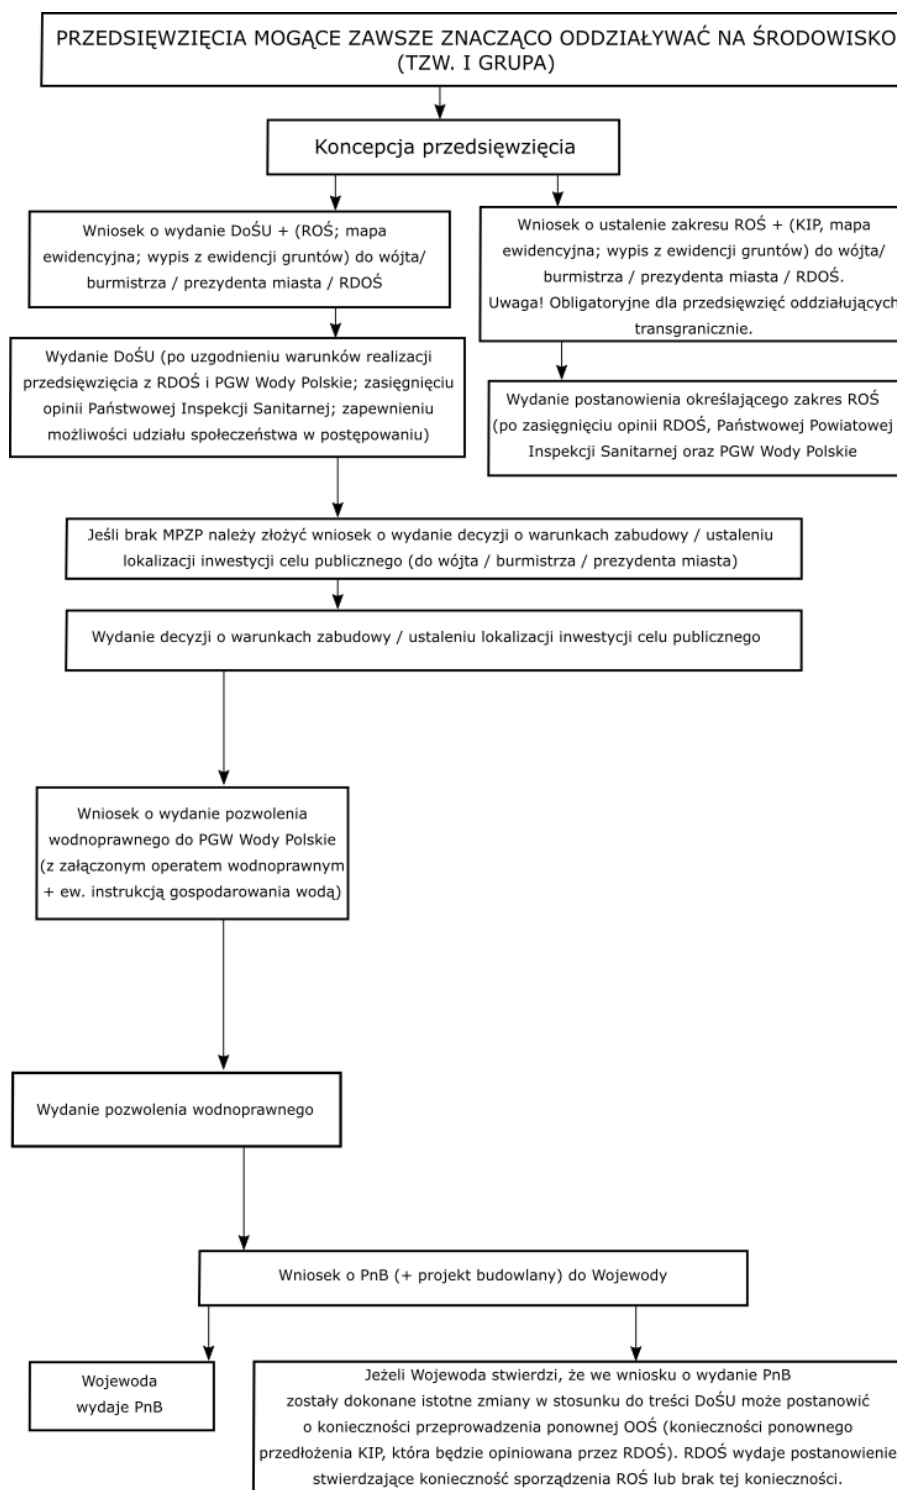 PRZEDSIĘWZIĘCIA MOGĄCE ZAWSZE ZNACZĄCO ODDZIAŁYWAĆ NA ŚRODOWISKO
(TZW. I GRUPA)
Koncepcja przedsięwzięcia
Wniosek o wydanie DoŚU + (ROŚ; mapa
ewidencyjna; wypis z ewidencji gruntów) do wójta/
burmistrza / prezydenta miasta / RDOŚ
Wniosek o ustalenie zakresu ROŚ + (KIP, mapa
ewidencyjna; wypis z ewidencji gruntów) do wójta/
burmistrza / prezydenta miasta / RDOŚ.
Uwaga! Obligatoryjne dla przedsięwzięć oddziałujących
transgranicznie.
Wydanie DoŚU (po uzgodnieniu warunków realizacji
przedsięwzięcia z RDOŚ i PGW Wody Polskie; zasięgnięciu
opinii Państwowej Inspekcji Sanitarnej; zapewnieniu
możliwości udziału społeczeństwa w postępowaniu)
Wydanie postanowienia określającego zakres ROŚ
(po zasięgnięciu opinii RDOŚ, Państwowej Powiatowej
Inspekcji Sanitarnej oraz PGW Wody Polskie
Jeśli brak MPZP należy złożyć wniosek o wydanie decyzji o warunkach zabudowy / ustaleniu
lokalizacji inwestycji celu publicznego (do wójta / burmistrza / prezydenta miasta)
Wydanie decyzji o warunkach zabudowy / ustaleniu lokalizacji inwestycji celu publicznego
Wniosek o wydanie pozwolenia
wodnoprawnego do PGW Wody Polskie
(z załączonym operatem wodnoprawnym
+ ew. instrukcją gospodarowania wodą)
Wydanie pozwolenia wodnoprawnego
Wniosek o PnB (+ projekt budowlany) do Wojewody
Wojewoda
wydaje PnB
Jeżeli Wojewoda stwierdzi, że we wniosku o wydanie PnB
zostały dokonane istotne zmiany w stosunku do treści DoŚU może postanowić
o konieczności przeprowadzenia ponownej OOŚ (konieczności ponownego
przedłożenia KIP, która będzie opiniowana przez RDOŚ). RDOŚ wydaje postanowienie
stwierdzające konieczność sporządzenia ROŚ lub brak tej konieczności.